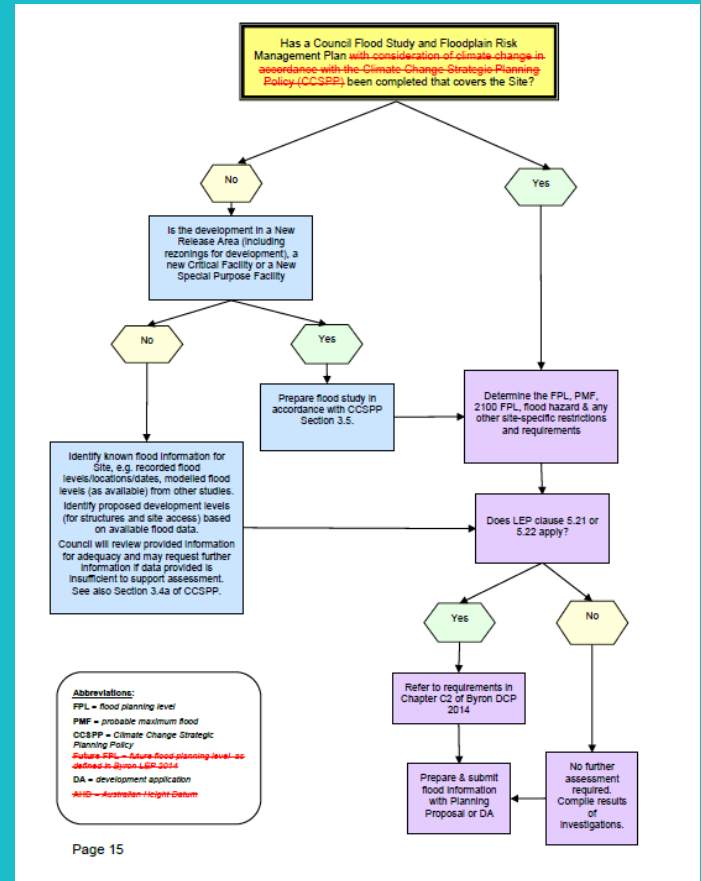 Has a Council Flood Study and Floodplain Risk
Management Plan with consideration of climate change in
accordance with the Climate Change Strategic Planning
Policy (CCSPP) been completed that covers the Site?
No
Yes
Is the development in a New
Release Area (including
rezonings for development), a
new Critical Facility or a New
Special Purpose Facility
No
Yes
Prepare flood study in
accordance with CCSPP
Section 3.5.
Determine the FPL, PMF,
2100 FPL, flood hazard & any
other site-specific restrictions
and requirements
Identify known flood information for
Site, e.g. recorded flood
levels/locations/dates, modelled flood
levels (as available) from other studies.
Identify proposed development levels
(for structures and site access) based
on available flood data.
Council will review provided information
for adequacy and may request further
information if data provided is
insufficient to support assessment.
See also Section 3.4a of CCSPP.
Does LEP clause 5.21 or
5.22 apply?
Yes
No
Refer to requirements in
Chapter C2 of Byron DCP
2014
Prepare & submit
flood information
with Planning
Proposal or DA
No further
assessment
required.
Compile results
of
investigations.
Abbreviations:
FPL = flood planning level
PMF = probable maximum flood
CCSPP = Climate Change Strategic
Planning Policy
Future FPL = future flood planning level as
defined in Byron LEP 2014
DA = development application
AHD = Australian Height Datum
Page 15